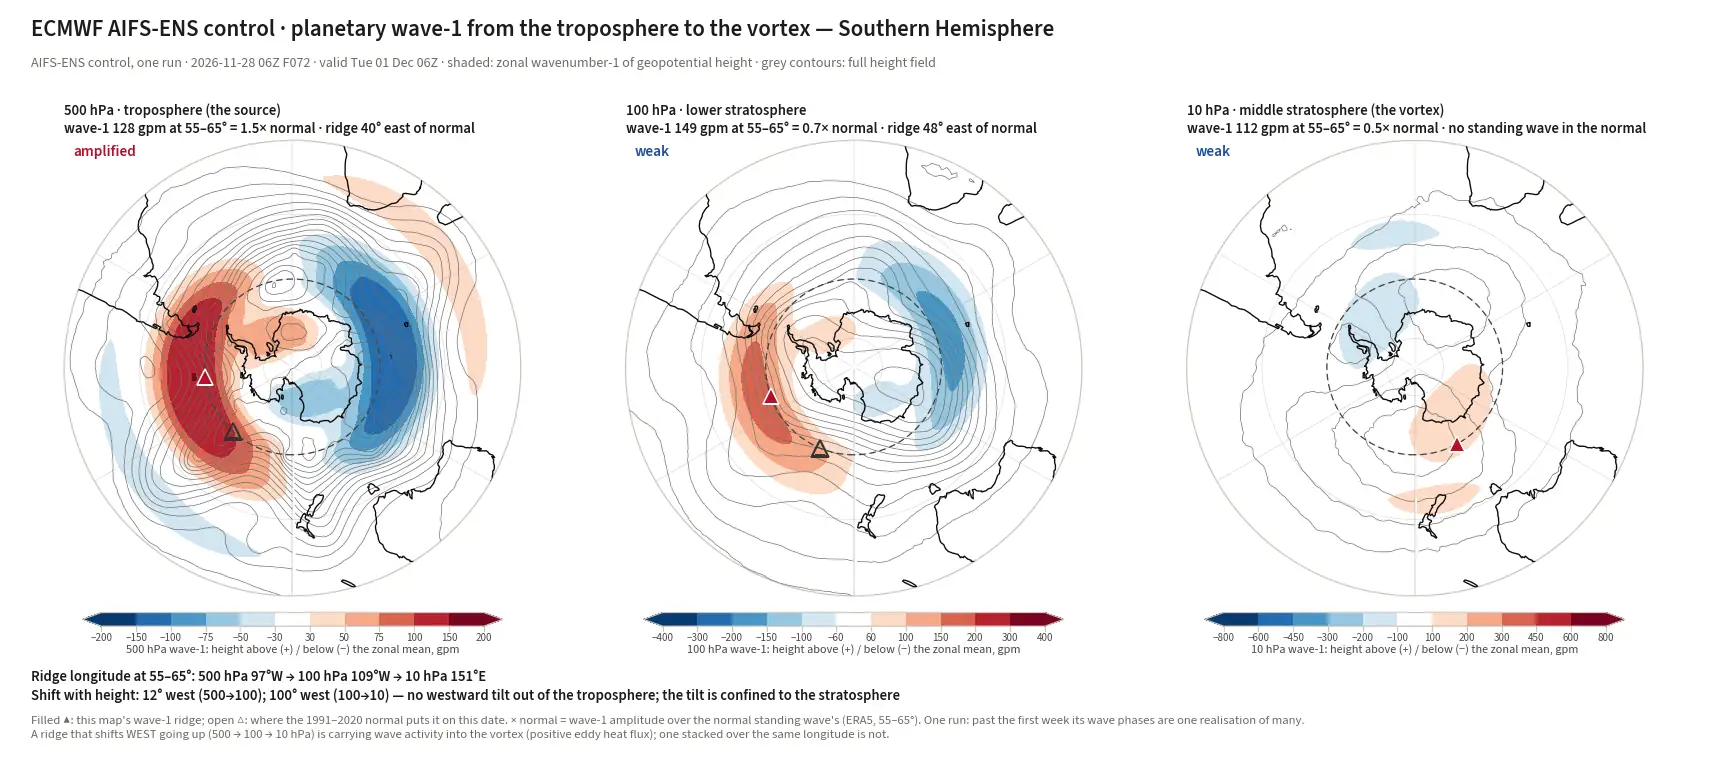 ECMWF AIFS-ENS control · planetary wave-1 from the troposphere to the vortex — Southern Hemisphere
AIFS-ENS control, one run · 2026-11-28 06Z F072 · valid Tue 01 Dec 06Z · shaded: zonal wavenumber-1 of geopotential height · grey contours: full height field
500 hPa · troposphere (the source)
wave-1 128 gpm at 55–65° = 1.5× normal · ridge 40° east of normal
amplified
100 hPa · lower stratosphere
wave-1 149 gpm at 55–65° = 0.7× normal · ridge 48° east of normal
weak
10 hPa · middle stratosphere (the vortex)
wave-1 112 gpm at 55–65° = 0.5× normal · no standing wave in the normal
weak
−200 −150 −100 −75 −50 −30 30 50 75 100 150 200
500 hPa wave-1: height above (+) / below (−) the zonal mean, gpm
−400 −300 −200 −150 −100 −60 60 100 150 200 300 400
100 hPa wave-1: height above (+) / below (−) the zonal mean, gpm
−800 −600 −450 −300 −200 −100 100 200 300 450 600 800
10 hPa wave-1: height above (+) / below (−) the zonal mean, gpm
Ridge longitude at 55–65°: 500 hPa 97°W → 100 hPa 109°W → 10 hPa 151°E
Shift with height: 12° west (500→100); 100° west (100→10) — no westward tilt out of the troposphere; the tilt is confined to the stratosphere
Filled ▲: this map's wave-1 ridge; open △: where the 1991–2020 normal puts it on this date. × normal = wave-1 amplitude over the normal standing wave's (ERA5, 55–65°). One run: past the first week its wave phases are one realisation of many.
A ridge that shifts WEST going up (500 → 100 → 10 hPa) is carrying wave activity into the vortex (positive eddy heat flux); one stacked over the same longitude is not.